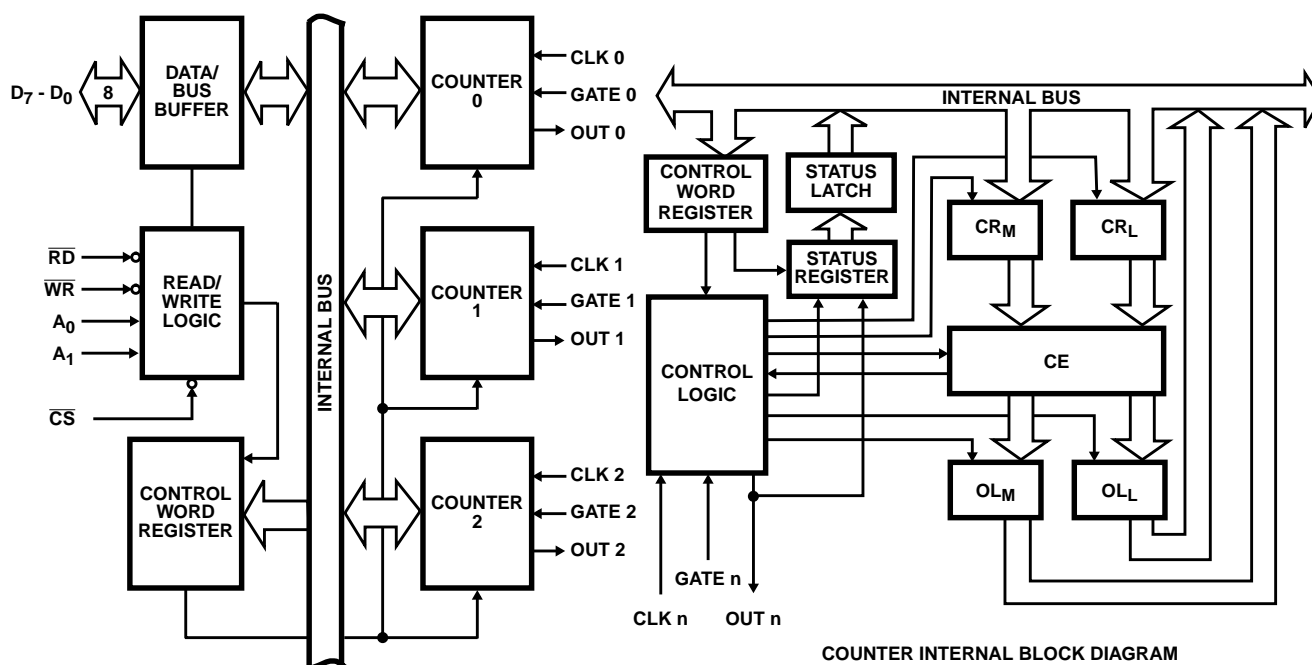 DATA/
BUS
BUFFER
D7 - D0
8
COUNTER
0
CLK 0
GATE 0
OUT 0
RD
WR
A0
A1
CS
READ/
WRITE
LOGIC
INTERNAL BUS
COUNTER
1
CLK 1
GATE 1
OUT 1
CONTROL
WORD
REGISTER
COUNTER
2
CLK 2
GATE 2
OUT 2
INTERNAL BUS
CONTROL
WORD
REGISTER
STATUS
LATCH
STATUS
REGISTER
CRM
CRL
CONTROL
LOGIC
CE
OLM
OLL
GATE n
CLK n
OUT n
COUNTER INTERNAL BLOCK DIAGRAM